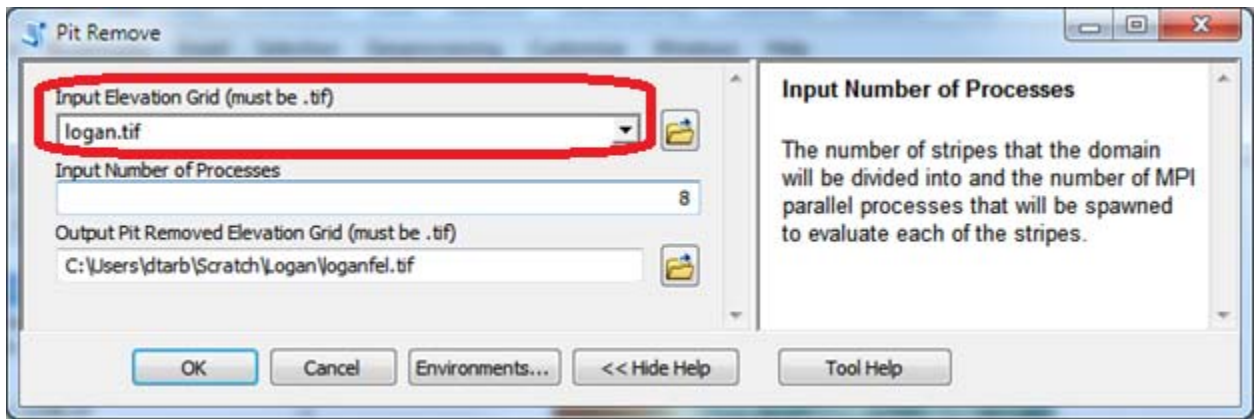 Pit Remove
Input Elevation Grid (must be .tif)
logan.tif
Input Number of Processes
8
Output Pit Removed Elevation Grid (must be .tif)
C:\Users\dtarb\Scratch\Logan\loganfel.tif
Input Number of Processes
The number of stripes that the domain
will be divided into and the number of MPI
parallel processes that will be spawned
to evaluate each of the stripes.
OK
Cancel
Environments...
<< Hide Help
Tool Help